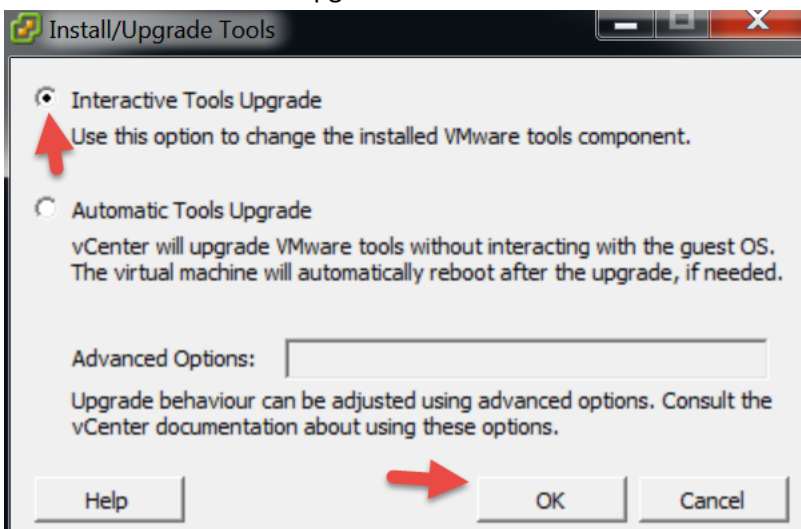 Install/Upgrade Tools
Interactive Tools Upgrade
Use this option to change the installed VMware tools component.
Automatic Tools Upgrade
vCenter will upgrade VMware tools without interacting with the guest OS.
The virtual machine will automatically reboot after the upgrade, if needed.
Advanced Options:
Upgrade behaviour can be adjusted using advanced options. Consult the
vCenter documentation about using these options.
Help OK Cancel